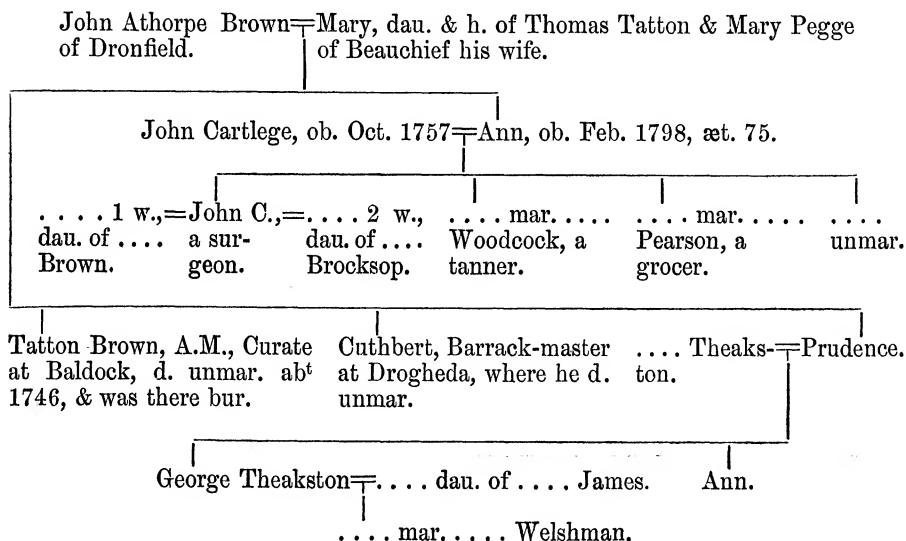 John Athorpe Brown=Mary, dau. & h. of Thomas Tatton & Mary Pegge
of Dronfield. of Beauchief his wife.
John Cartlege, ob. Oct. 1757=Ann, ob. Feb. 1798, æt. 75.
. . . . 1 w.,=John C.,=. . . . 2 w., . . . . mar. . . . . . . . . mar. . . . . . . . . .
dau. of . . . . a sur- dau. of . . . . Woodcock, a Pearson, a unmar.
Brown. geon. Brocksop. tanner. grocer.
Tatton Brown, A.M., Curate Cuthbert, Barrack-master . . . . Theaks-=Prudence.
at Baldock, d. unmar. abᵗ at Drogheda, where he d. ton.
1746, & was there bur. unmar.
George Theakston=. . . . dau. of . . . . James. Ann.
. . . . mar. . . . . . Welshman.